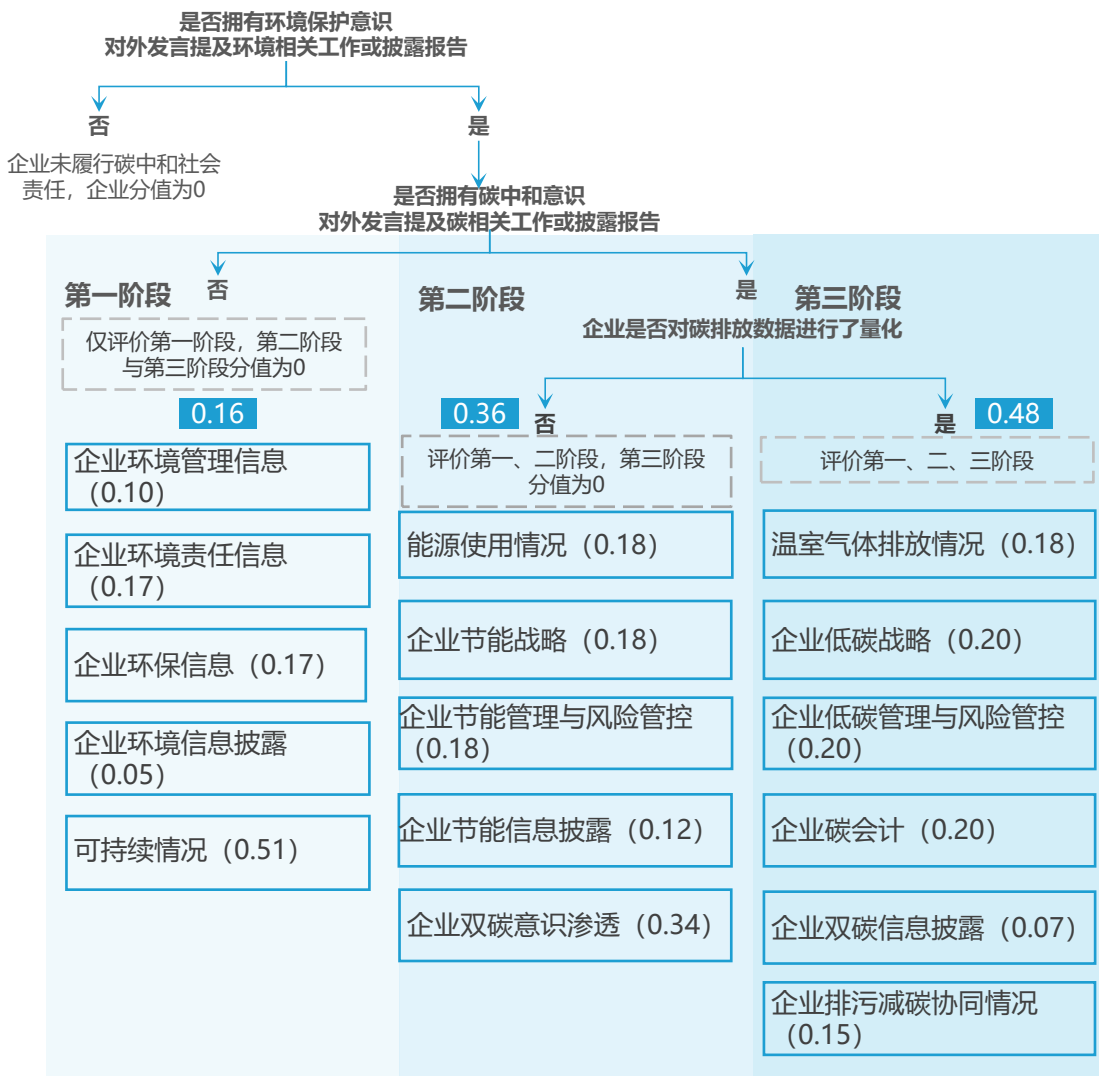 是否拥有环境保护意识
对外发言提及环境相关工作或披露报告
否
是
企业未履行碳中和社会
责任，企业分值为0
是否拥有碳中和意识
对外发言提及碳相关工作或披露报告
第一阶段
否
第二阶段
是
第三阶段
企业是否对碳排放数据进行了量化
仅评价第一阶段，第二阶段
与第三阶段分值为0
0.16
0.36
否
是
0.48
评价第一、二阶段，第三阶段
分值为0
评价第一、二、三阶段
企业环境管理信息
（0.10）
企业环境责任信息
（0.17）
企业环保信息（0.17）
企业环境信息披露
（0.05）
可持续情况（0.51）
能源使用情况（0.18）
企业节能战略（0.18）
企业节能管理与风险管控
（0.18）
企业节能信息披露（0.12）
企业双碳意识渗透（0.34）
温室气体排放情况（0.18）
企业低碳战略（0.20）
企业低碳管理与风险管控
（0.20）
企业碳会计（0.20）
企业双碳信息披露（0.07）
企业排污减碳协同情况
（0.15）